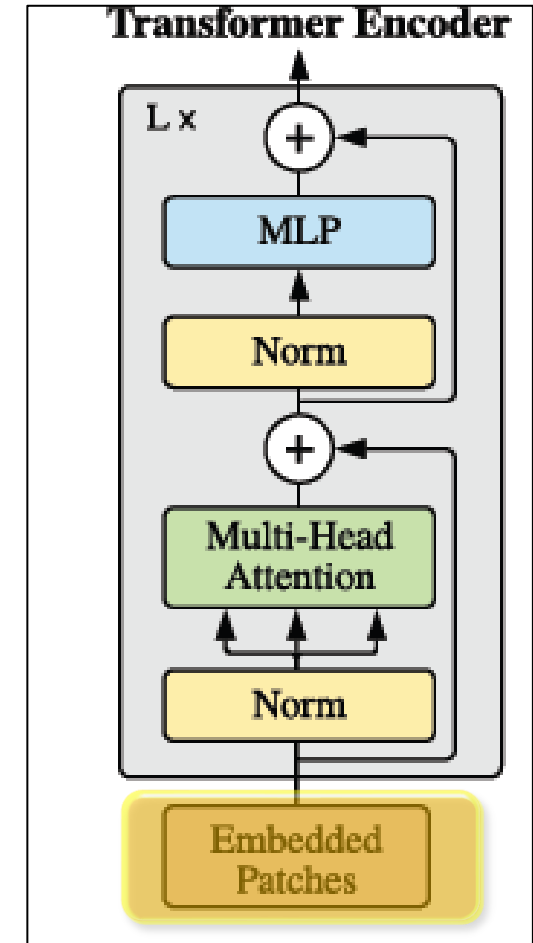 Transformer Encoder
L x
+
MLP
Norm
+
Multi-Head
Attention
Norm
Embedded
Patches